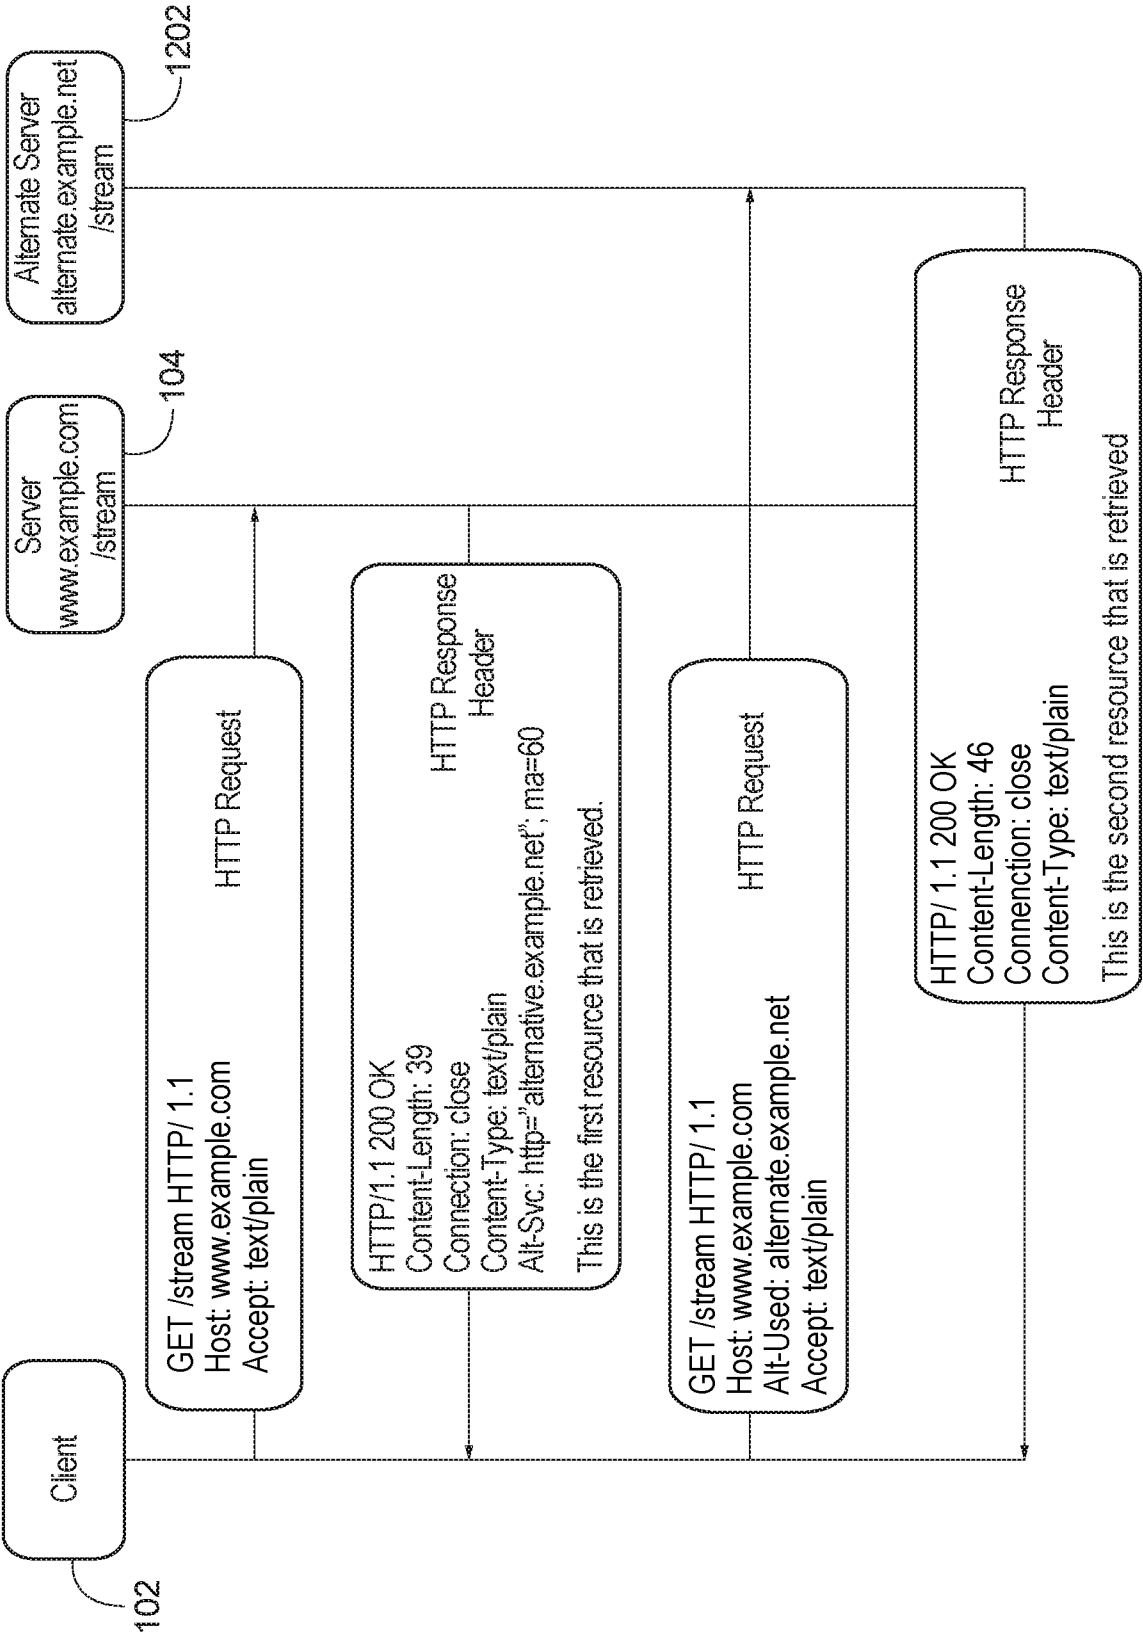 Client
102
Server
www.example.com
/stream
104
Alternate Server
alternate.example.net
/stream
1202
GET /stream HTTP/ 1.1
Host: www.example.com
Accept: text/plain
HTTP Request
HTTP/1.1 200 OK
Content-Length: 39
Connection: close
Content-Type: text/plain
Alt-Svc: http=”alternative.example.net”; ma=60
HTTP Response
Header
This is the first resource that is retrieved.
GET /stream HTTP/ 1.1
Host: www.example.com
Alt-Used: alternate.example.net
Accept: text/plain
HTTP Request
HTTP/ 1.1 200 OK
Content-Length: 46
Connenction: close
Content-Type: text/plain
HTTP Response
Header
This is the second resource that is retrieved